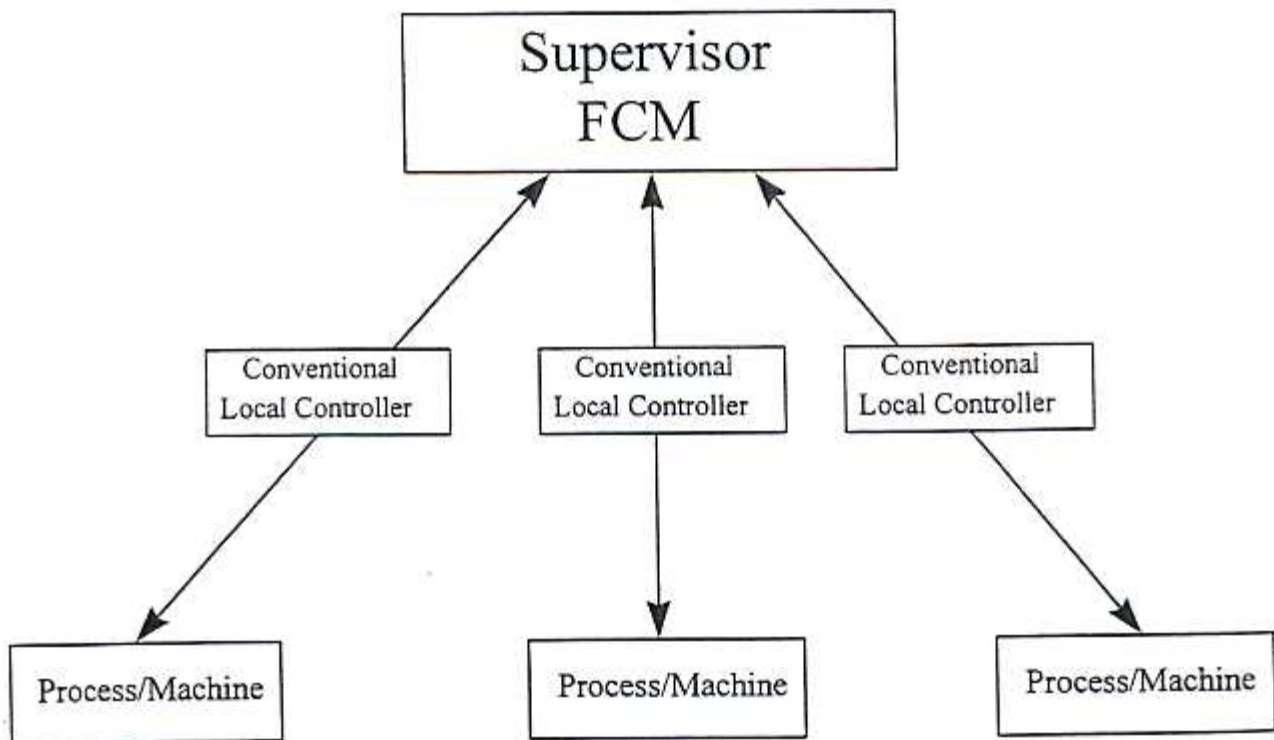 Supervisor
FCM
Conventional
Local Controller
Conventional
Local Controller
Conventional
Local Controller
Process/Machine
Process/Machine
Process/Machine